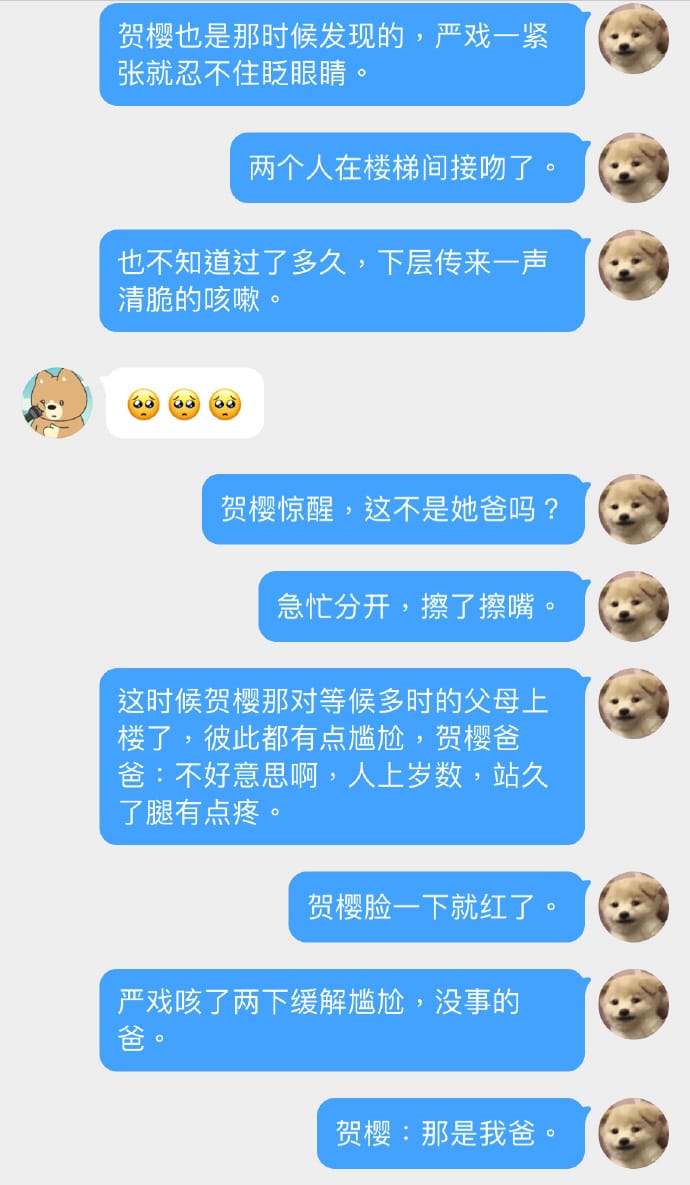 贺樱也是那时候发现的，严戏一紧
张就忍不住眨眼睛。
两个人在楼梯间接吻了。
也不知道过了多久，下层传来一声
清脆的咳嗽。
🥺🥺🥺
贺樱惊醒，这不是她爸吗？
急忙分开，擦了擦嘴。
这时候贺樱那对等候多时的父母上
楼了，彼此都有点尴尬，贺樱爸
爸：不好意思啊，人上岁数，站久
了腿有点疼。
贺樱脸一下就红了。
严戏咳了两下缓解尴尬，没事的
爸。
贺樱：那是我爸。